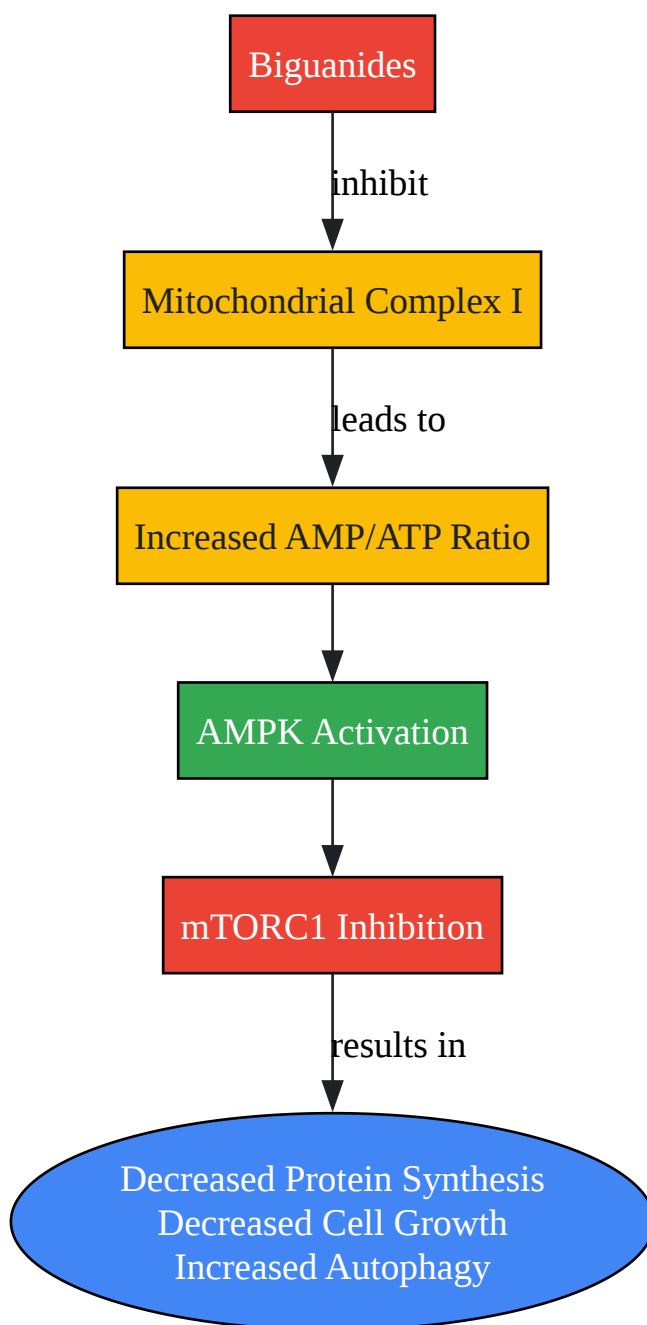 Biguanides
inhibit
Mitochondrial Complex I
leads to
Increased AMP/ATP Ratio
AMPK Activation
mTORC1 Inhibition
results in
Decreased Protein Synthesis
Decreased Cell Growth
Increased Autophagy